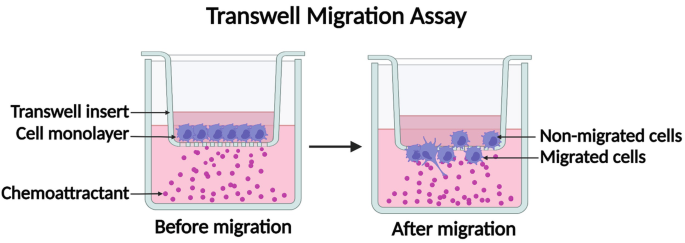 Transwell Migration Assay
Transwell insert
Cell monolayer
Chemoattractant
Before migration
Non-migrated cells
Migrated cells
After migration